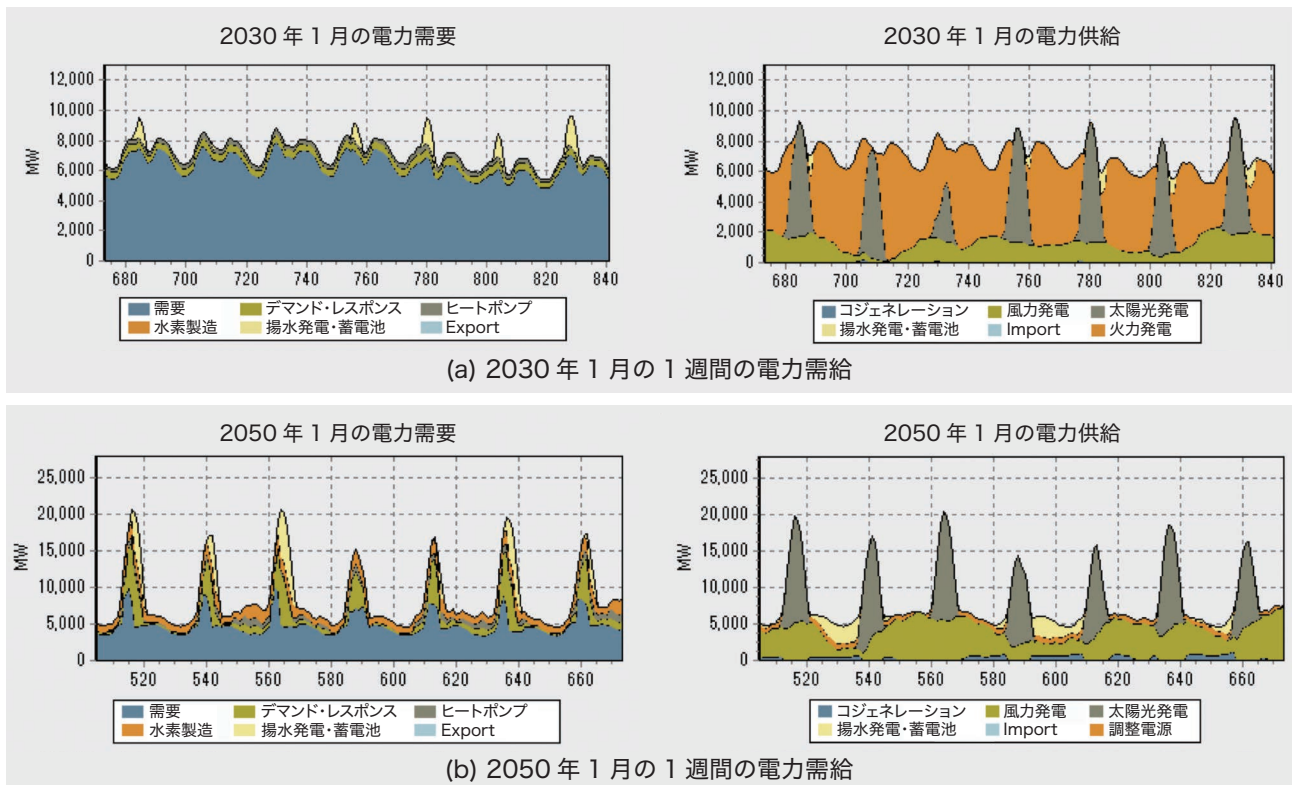 2030 年 1 月の電力需要
12,000
10,000
8,000
6,000
4,000
2,000
0
MW
680 700 720 740 760 780 800 820 840
需要 デマンド・レスポンス ヒートポンプ
水素製造 揚水発電・蓄電池 Export
2030 年 1 月の電力供給
12,000
10,000
8,000
6,000
4,000
2,000
0
MW
680 700 720 740 760 780 800 820 840
コジェネレーション 風力発電 太陽光発電
揚水発電・蓄電池 Import 火力発電
(a) 2030 年 1 月の 1 週間の電力需給
2050 年 1 月の電力需要
25,000
20,000
15,000
10,000
5,000
0
MW
520 540 560 580 600 620 640 660
需要 デマンド・レスポンス ヒートポンプ
水素製造 揚水発電・蓄電池 Export
2050 年 1 月の電力供給
25,000
20,000
15,000
10,000
5,000
0
MW
520 540 560 580 600 620 640 660
コジェネレーション 風力発電 太陽光発電
揚水発電・蓄電池 Import 調整電源
(b) 2050 年 1 月の 1 週間の電力需給